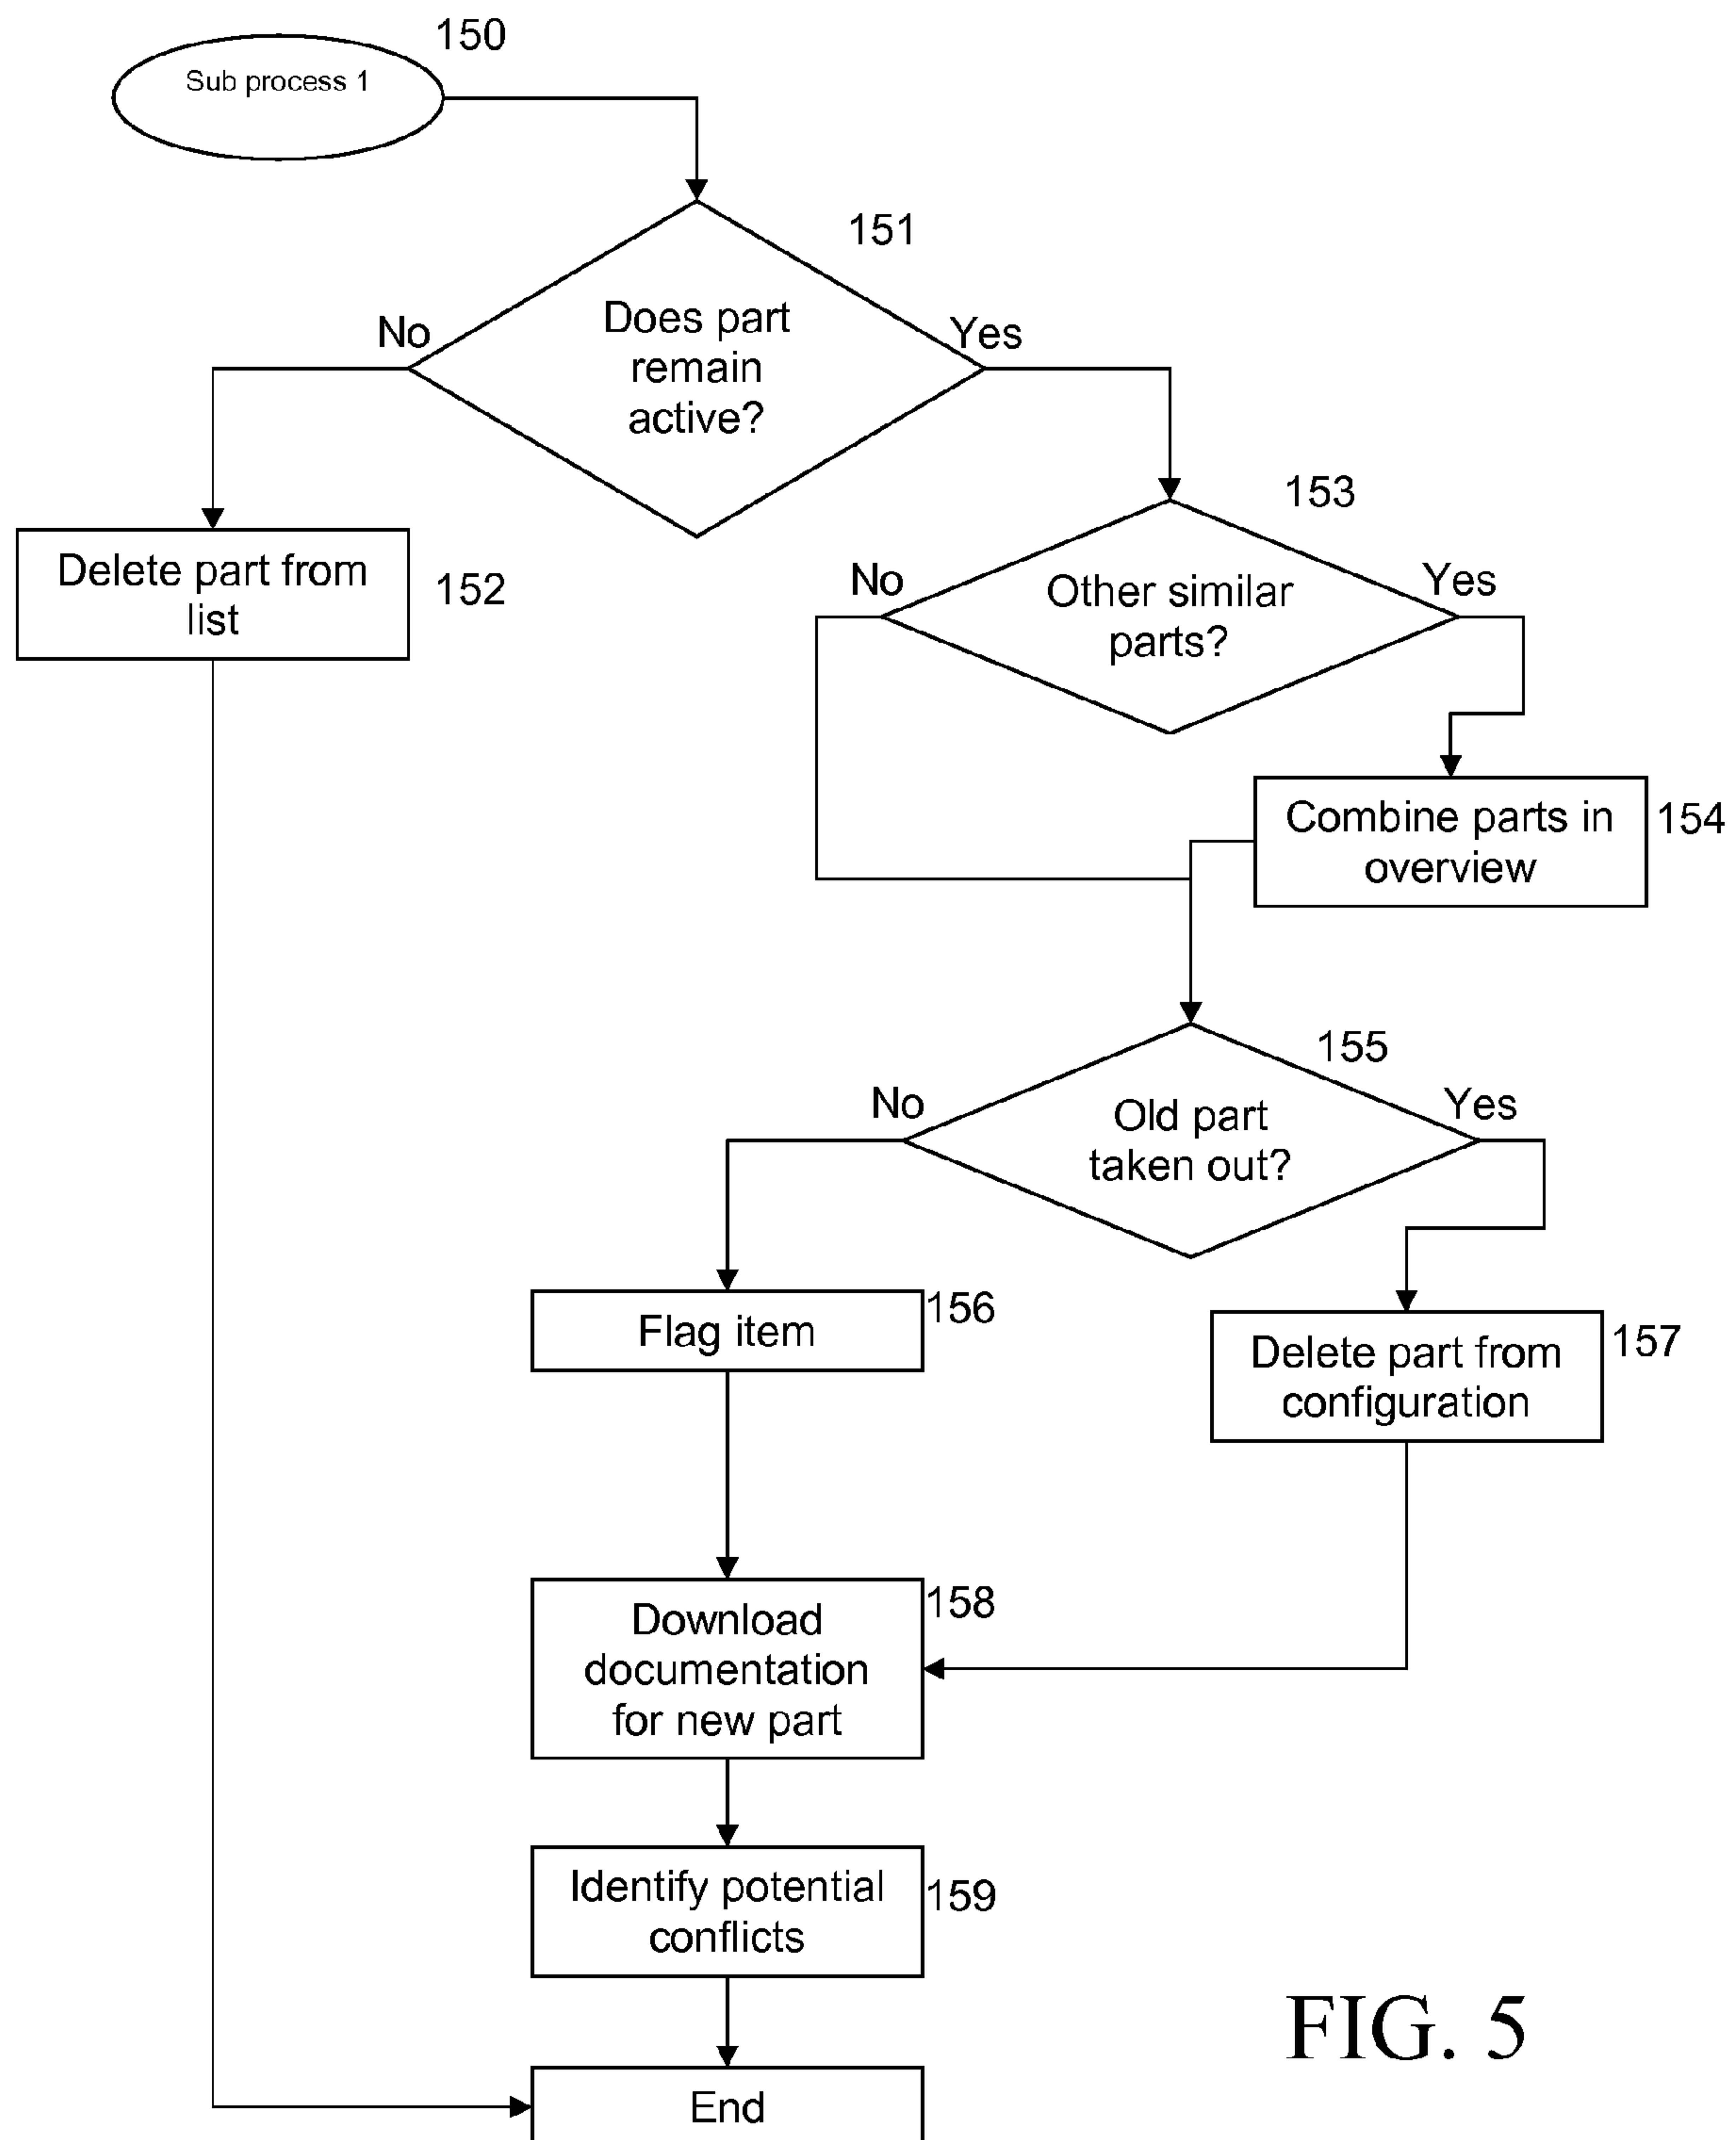 150
Sub process 1
151
Does part
remain
active?
No
Yes
Delete part from
list
152
153
Other similar
parts?
No
Yes
Combine parts in
overview
154
155
Old part
taken out?
No
Yes
Flag item
156
Delete part from
configuration
157
Download
documentation
for new part
158
Identify potential
conflicts
159
End
FIG. 5